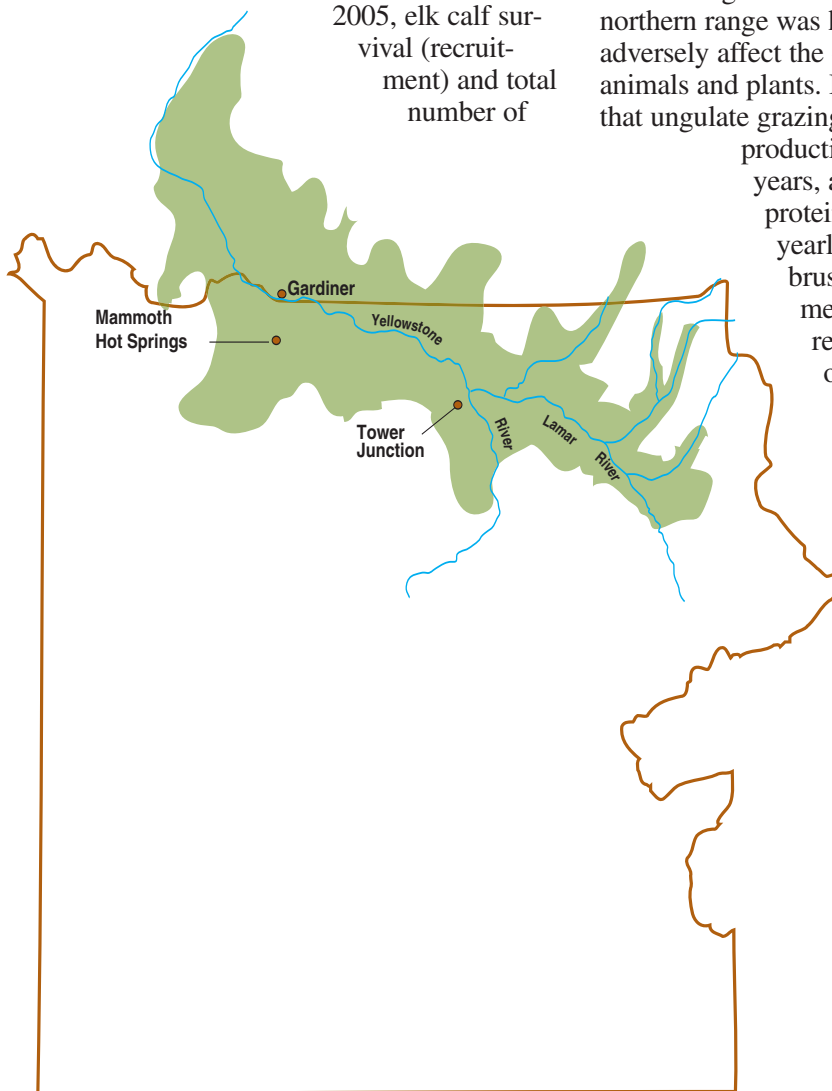 2005, elk calf sur-
vival (recruit-
ment) and total
number of
northern range was
adversely affect the
animals and plants.
that ungulate grazing
producti
years, a
protein
yearl
brus
me
re
o
Gardiner
Mammoth
Hot Springs
Yellowstone
River
Tower
Junction
Lamar
River